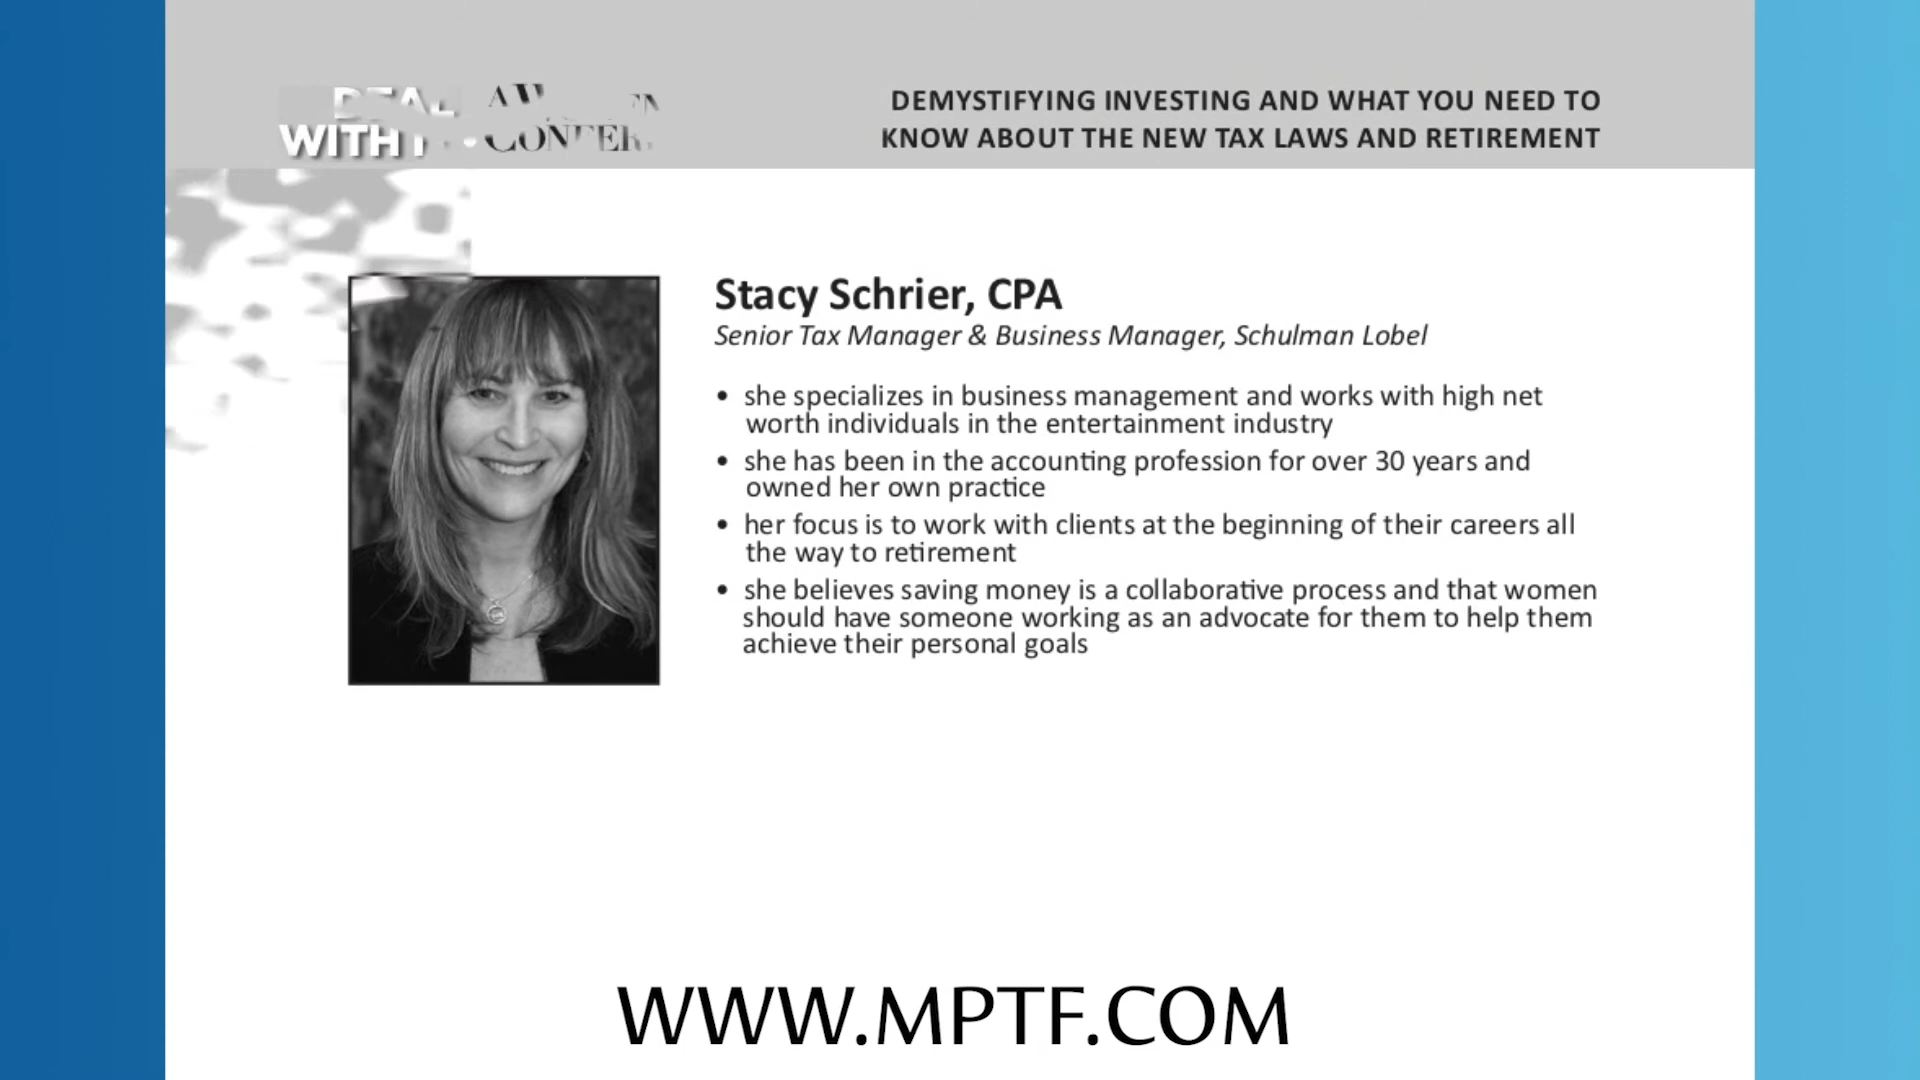 WITH
DEMYSTIFYING INVESTING AND WHAT YOU NEED TO
KNOW ABOUT THE NEW TAX LAWS AND RETIREMENT
Stacy Schrier, CPA
Senior Tax Manager & Business Manager, Schulman Lobel
• she specializes in business management and works with high net
worth individuals in the entertainment industry
• she has been in the accounting profession for over 30 years and
owned her own practice
• her focus is to work with clients at the beginning of their careers all
the way to retirement
• she believes saving money is a collaborative process and that women
should have someone working as an advocate for them to help them
achieve their personal goals
WWW.MPTF.COM